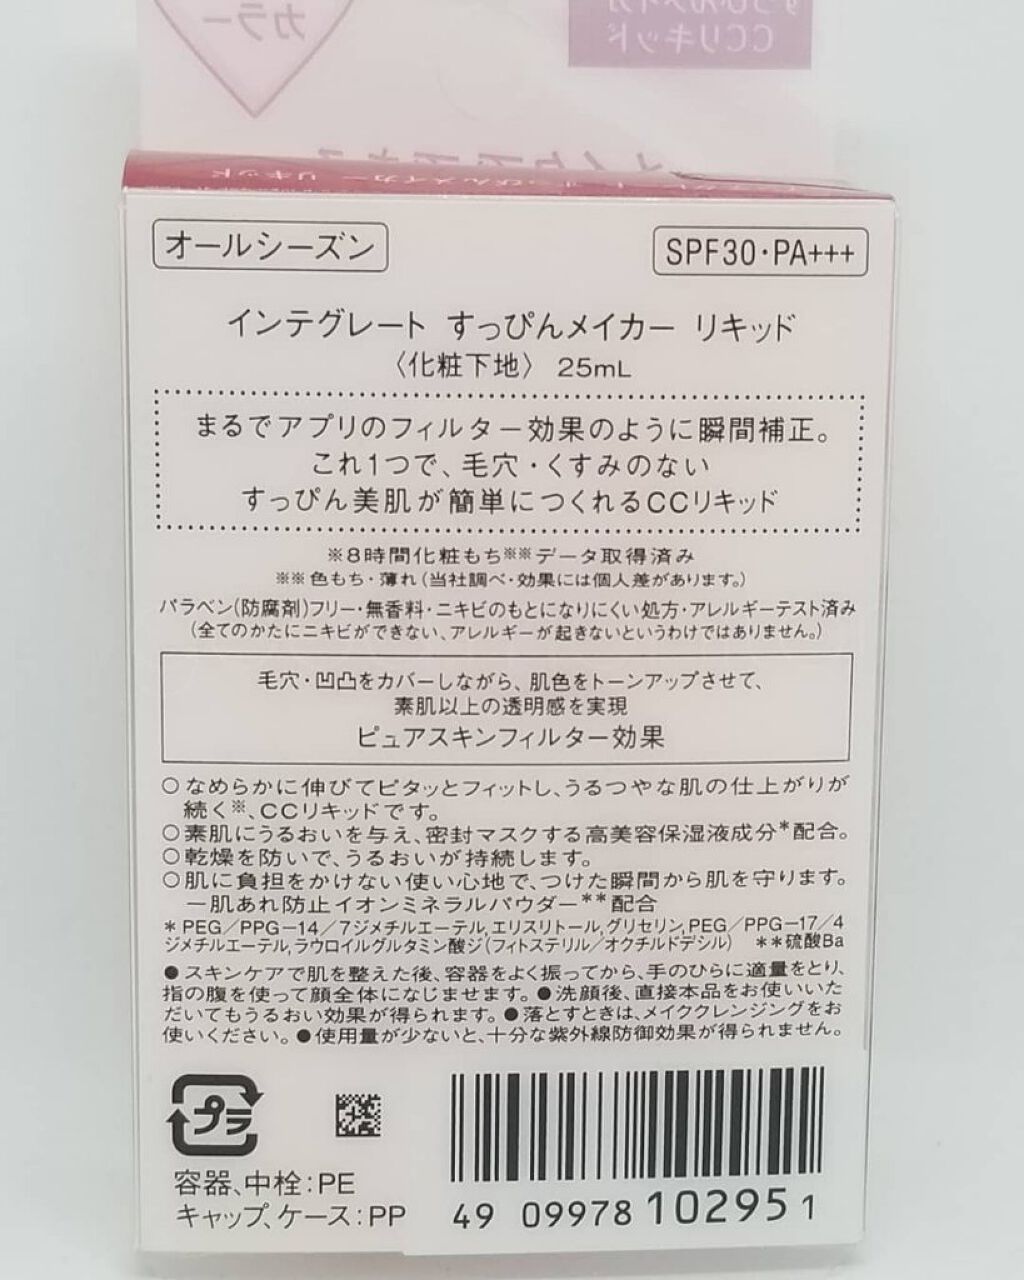 カラー
すっぴんメイカ
CCリキッド
オールシーズン
SPF30・PA+++
インテグレート すっぴんメイカー リキッド
〈化粧下地〉 25mL
まるでアプリのフィルター効果のように瞬間補正。
これ1つで、毛穴・くすみのない
すっぴん美肌が簡単につくれるCCリキッド
※8時間化粧もち※※データ取得済み
※※色もち・薄れ(当社調べ・効果には個人差があります。)
パラベン(防腐剤)フリー・無香料・ニキビのもとになりにくい処方・アレルギーテスト済み
(全てのかたにニキビができない、アレルギーが起きないというわけではありません。)
毛穴・凹凸をカバーしながら、肌色をトーンアップさせて、
素肌以上の透明感を実現
ピュアスキンフィルター効果
○なめらかに伸びてピタッとフィットし、うるつやな肌の仕上がりが
続く※、CCリキッドです。
○素肌にうるおいを与え、密封マスクする高美容保湿液成分*配合。
○乾燥を防いで、うるおいが持続します。
○肌に負担をかけない使い心地で、つけた瞬間から肌を守ります。
ー肌あれ防止イオンミネラルパウダー**配合
*PEG/PPG-14/7ジメチルエーテル,エリスリトール,グリセリン,PEG/PPG-17/4
ジメチルエーテル,ラウロイルグルタミン酸ジ(フィトステリル/オクチルドデシル) **硫酸Ba
●スキンケアで肌を整えた後、容器をよく振ってから、手のひらに適量をとり、
指の腹を使って顔全体になじませます。●洗顔後、直接本品をお使いいた
だいてもうるおい効果が得られます。●落とすときは、メイククレンジングをお
使いください。●使用量が少ないと、十分な紫外線防御効果が得られません。
プラ
容器、中栓:PE
キャップ、ケース:PP
49 09978 102951